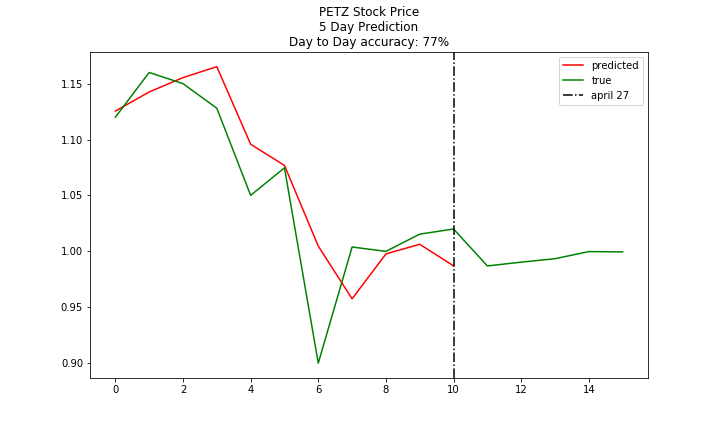 PETZ Stock Price
5 Day Prediction
Day to Day accuracy: 77%
predicted
true
april 27
1.15
1.10
1.05
1.00
0.95
0.90
0 2 4 6 8 10 12 14